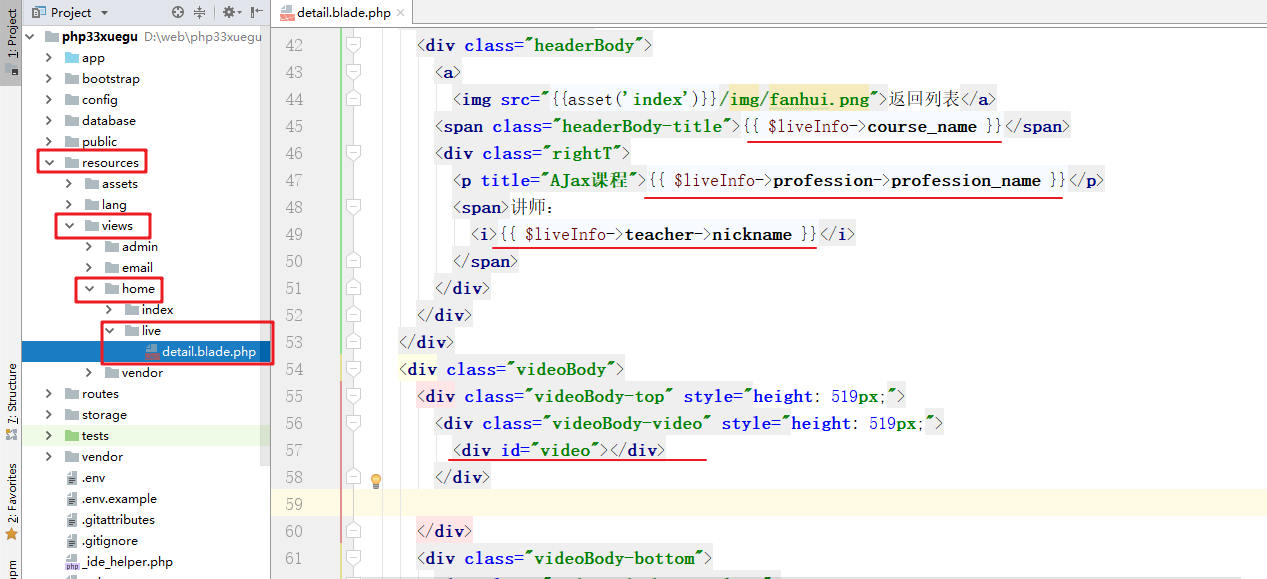 1: Project
Project
detail.blade.php
php33xuegu D:\web\php33xuegu
app
bootstrap
config
database
public
resources
assets
lang
views
admin
email
home
index
live
detail.blade.php
vendor
routes
storage
tests
vendor
.env
.env.example
.gitattributes
.gitignore
_ide_helper.php
7: Structure
2: Favorites
42 <div class="headerBody">
43 <a>
44 <img src="{{asset('index')}}/img/fanhui.png">返回列表</a>
45 <span class="headerBody-title">{{ $liveInfo->course_name }}</span>
46 <div class="rightT">
47 <p title="AJax课程">{{ $liveInfo->profession->profession_name }}</p>
48 <span>讲师：
49 <i>{{ $liveInfo->teacher->nickname }}</i>
50 </span>
51 </div>
52 </div>
53 </div>
54 <div class="videoBody">
55 <div class="videoBody-top" style="height: 519px;">
56 <div class="videoBody-video" style="height: 519px;">
57 <div id="video"></div>
58 </div>
59
60 </div>
61 <div class="videoBody-bottom">